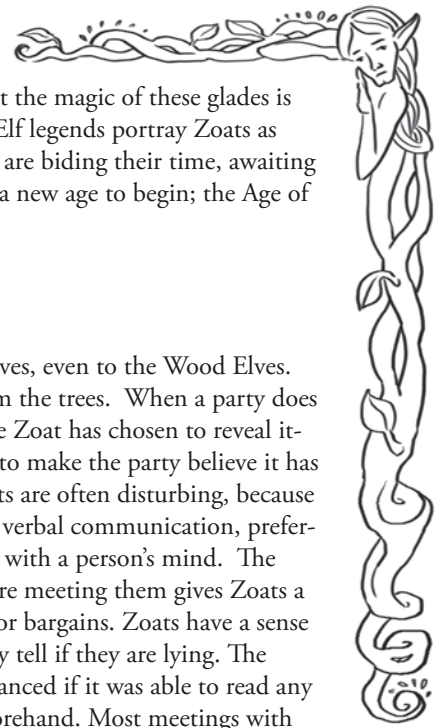 t the magic of these glades is
Elf legends portray Zoats as
are biding their time, awaiting
a new age to begin; the Age of
ves, even to the Wood Elves.
m the trees. When a party does
e Zoat has chosen to reveal it-
to make the party believe it has
ts are often disturbing, because
verbal communication, prefer-
with a person's mind. The
re meeting them gives Zoats a
or bargains. Zoats have a sense
y tell if they are lying. The
anced if it was able to read any
orehand. Most meetings with